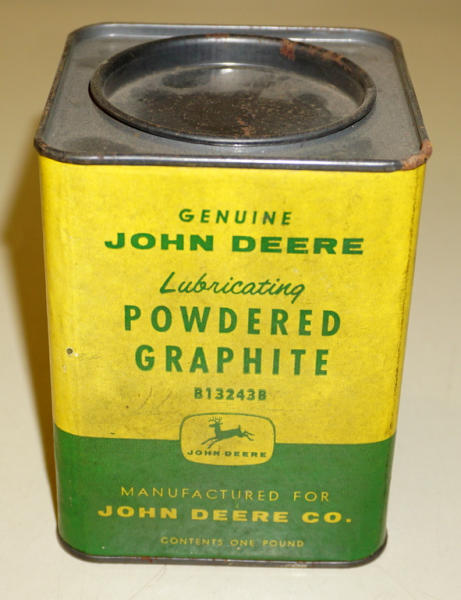 GENUINE
JOHN DEERE
Lubricating
POWDERED
GRAPHITE
B13243B
JOHN DEERE
MANUFACTURED FOR
JOHN DEERE CO.
CONTENTS ONE POUND